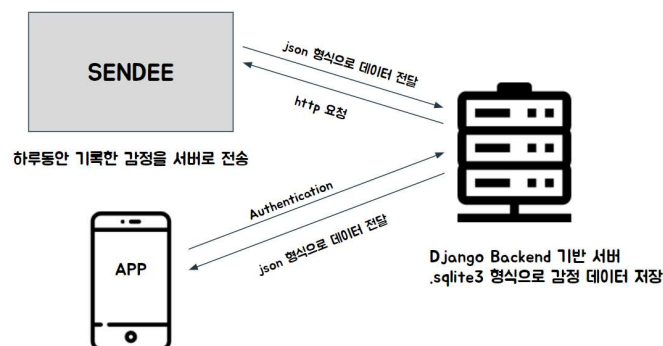 SENDEE
json 형식으로 데이터 전달
http 요청
하루동안 기록한 감정을 서버로 전송
Authentication
json 형식으로 데이터 전달
APP
Django Backend 기반 서버
.sqlite3 형식으로 감정 데이터 저장